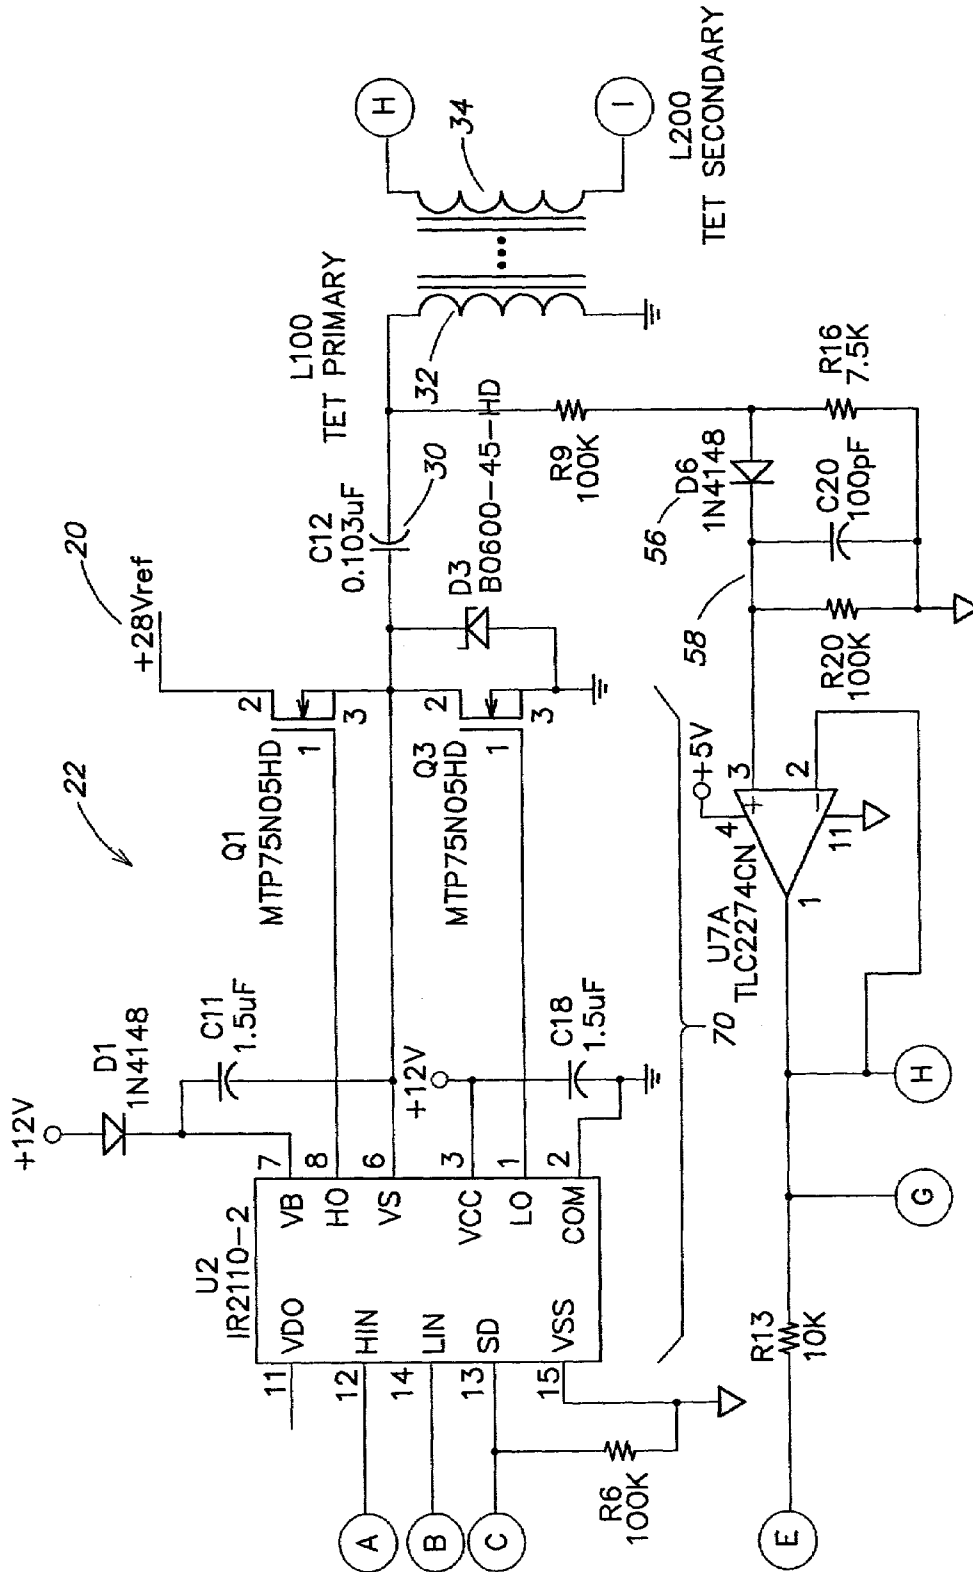 22
20
+28Vref
+12V
D1
1N4148
C11
1.5uF
Q1
MTP75N05HD
2
1
3
C12
0.103uF
30
L100
TET PRIMARY
32
34
H
I
L200
TET SECONDARY
U2
IR2110-2
11
VDO
12
HIN
14
LIN
13
SD
15
VSS
VB
7
HO
8
VS
6
VCC
3
LO
1
COM
2
A
B
C
R6
100K
+12V
C18
1.5uF
Q3
MTP75N05HD
2
1
3
D3
B0600-45-HD
R9
100K
70
56
D6
1N4148
58
R16
7.5K
C20
100pF
R20
100K
+5V
4
3
+
2
−
11
1
U7A
TLC2274CN
R13
10K
E
G
H